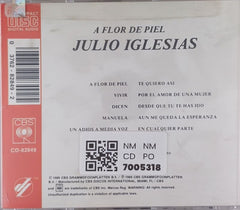 COMPACT
disc
DIGITAL AUDIO
A FLOR DE PIEL
JULIO IGLESIAS
A FLOR DE PIEL
TE QUIERO ASI
VIVIR
POR EL AMOR DE UNA MUJER
DICEN
DESDE QUE TU TE HAS IDO
MANUELA
AUN ME QUEDA LA ESPERANZA
UN ADIOS A MEDIA VOZ
EN CUALQUIER PARTE
CBS
CD-82849
NM NM
CD PO
7005318